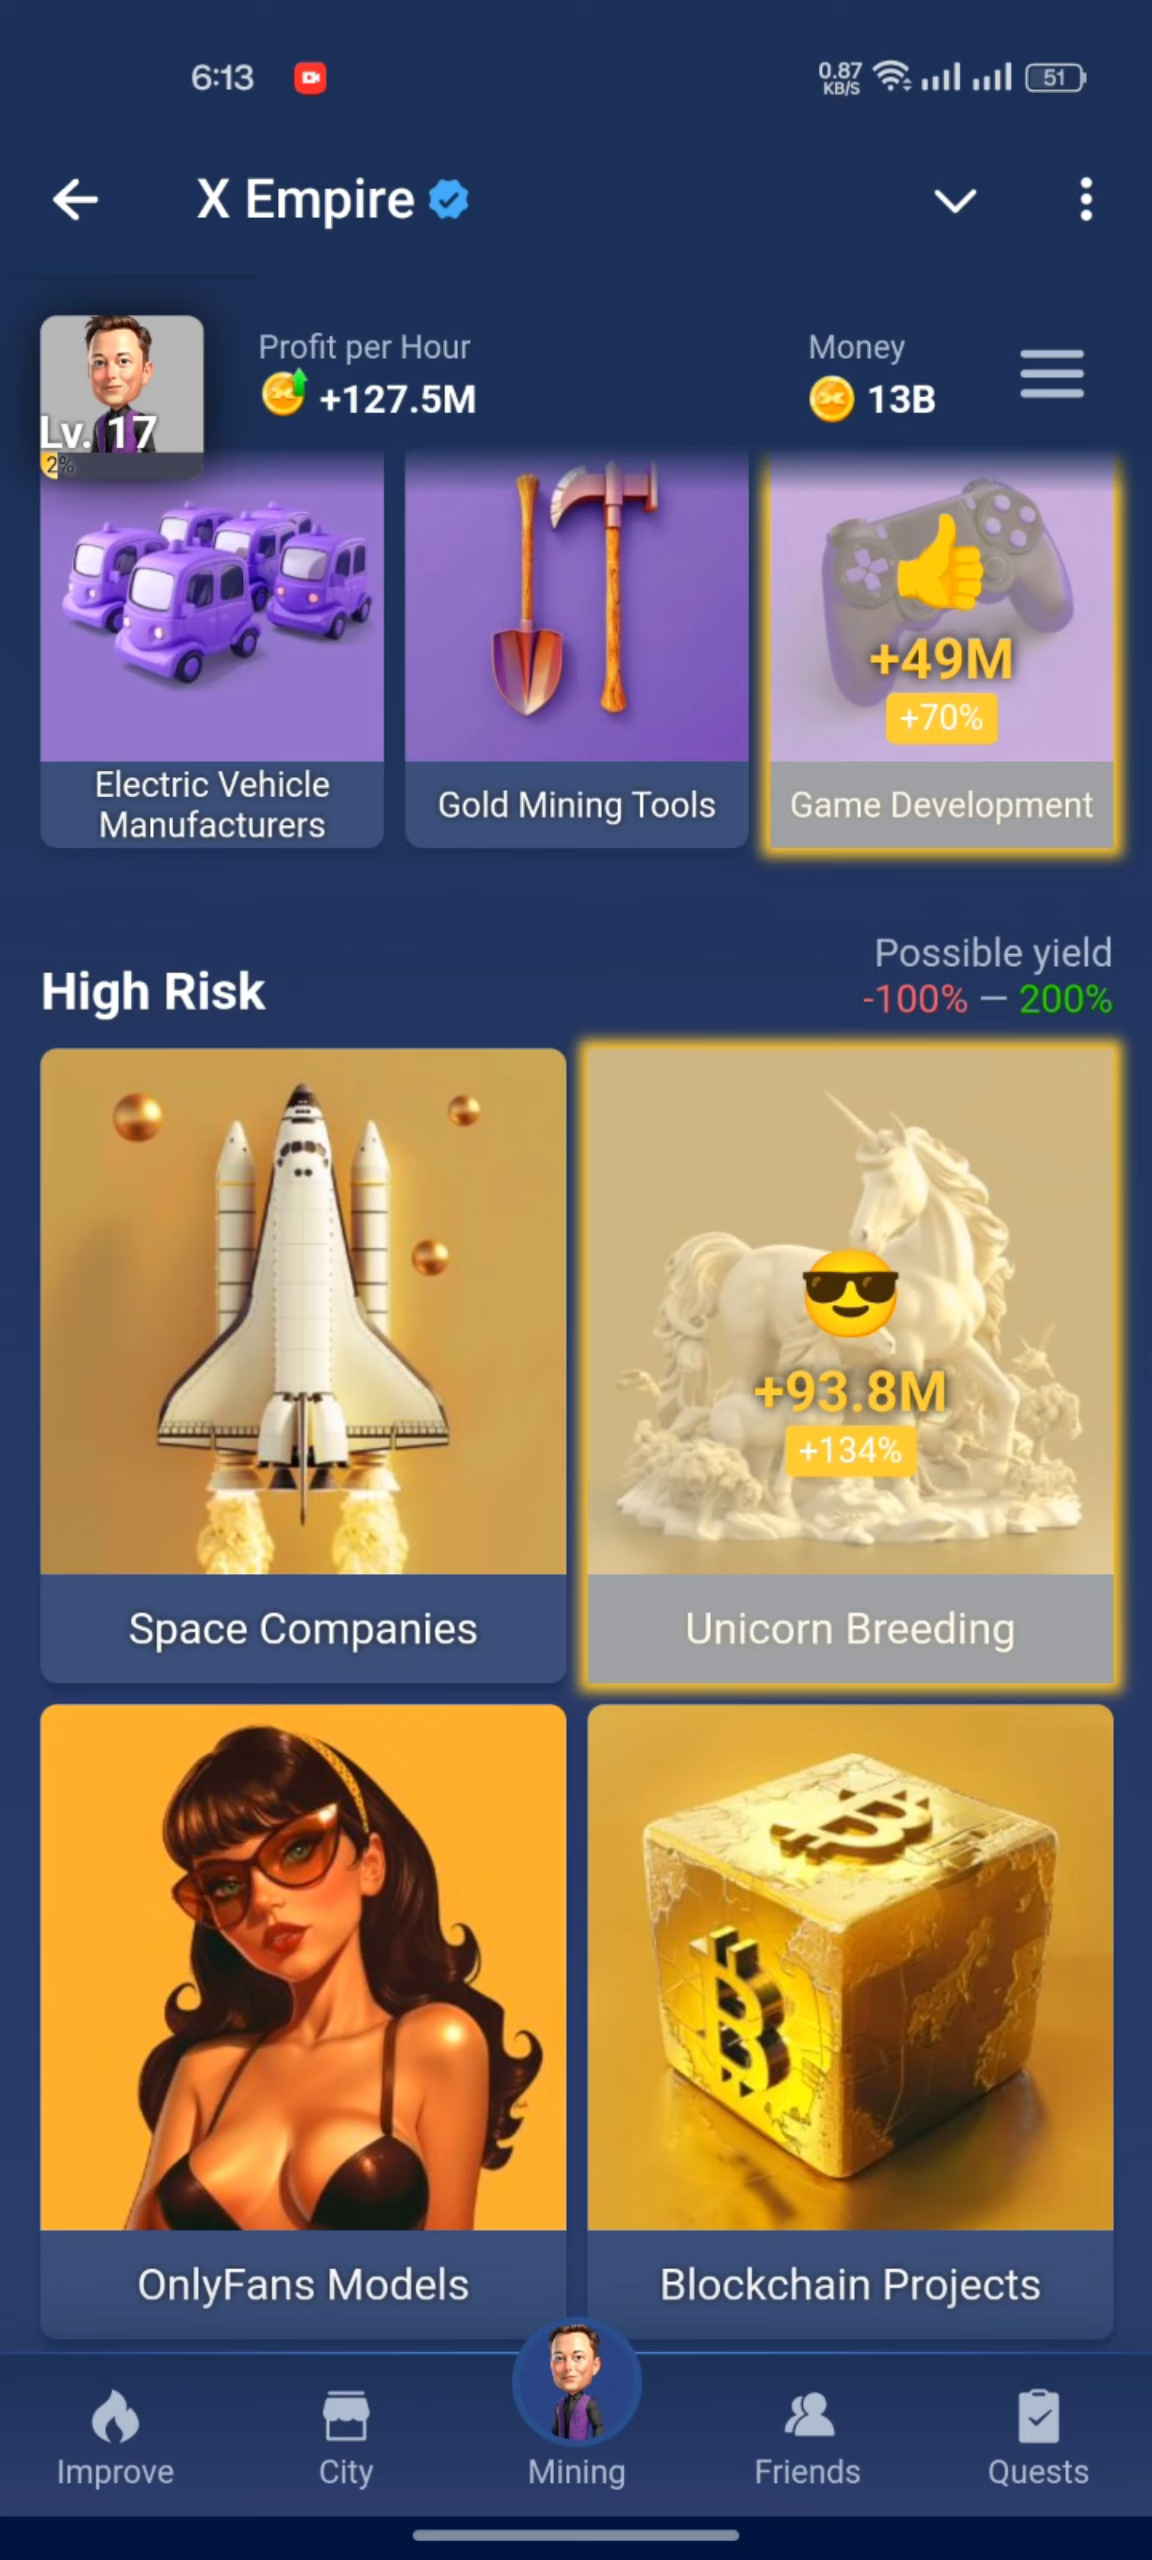 6:13
0.87
KB/S
51
X Empire
Profit per Hour
+127.5M
Money
13B
Lv. 17
2%
+49M
+70%
Electric Vehicle
Manufacturers
Gold Mining Tools
Game Development
High Risk
Possible yield
-100% — 200%
+93.8M
+134%
Space Companies
Unicorn Breeding
OnlyFans Models
Blockchain Projects
Improve
City
Mining
Friends
Quests